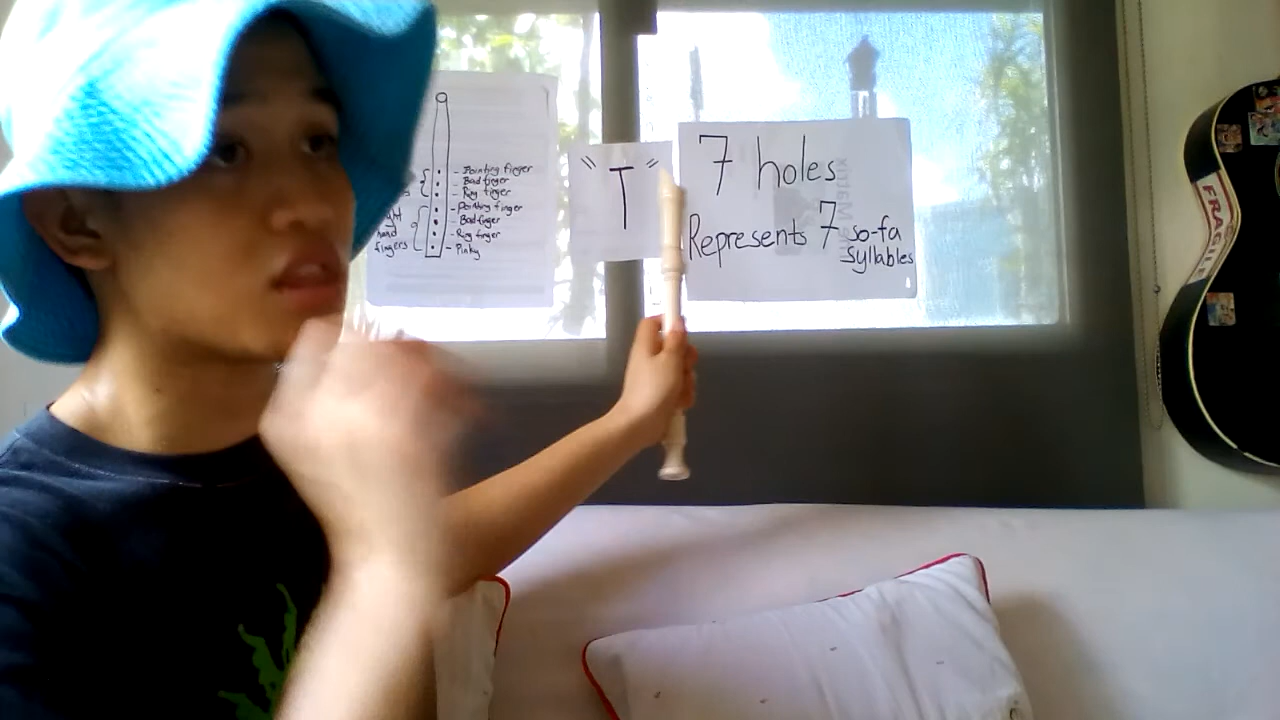 Pointing finger
Bad finger
Ring finger
Pointing finger
Bad finger
Ring finger
Pinky
hand
fingers
" T "
7 holes
Represents 7 so-fa
syllables
FRAGILE